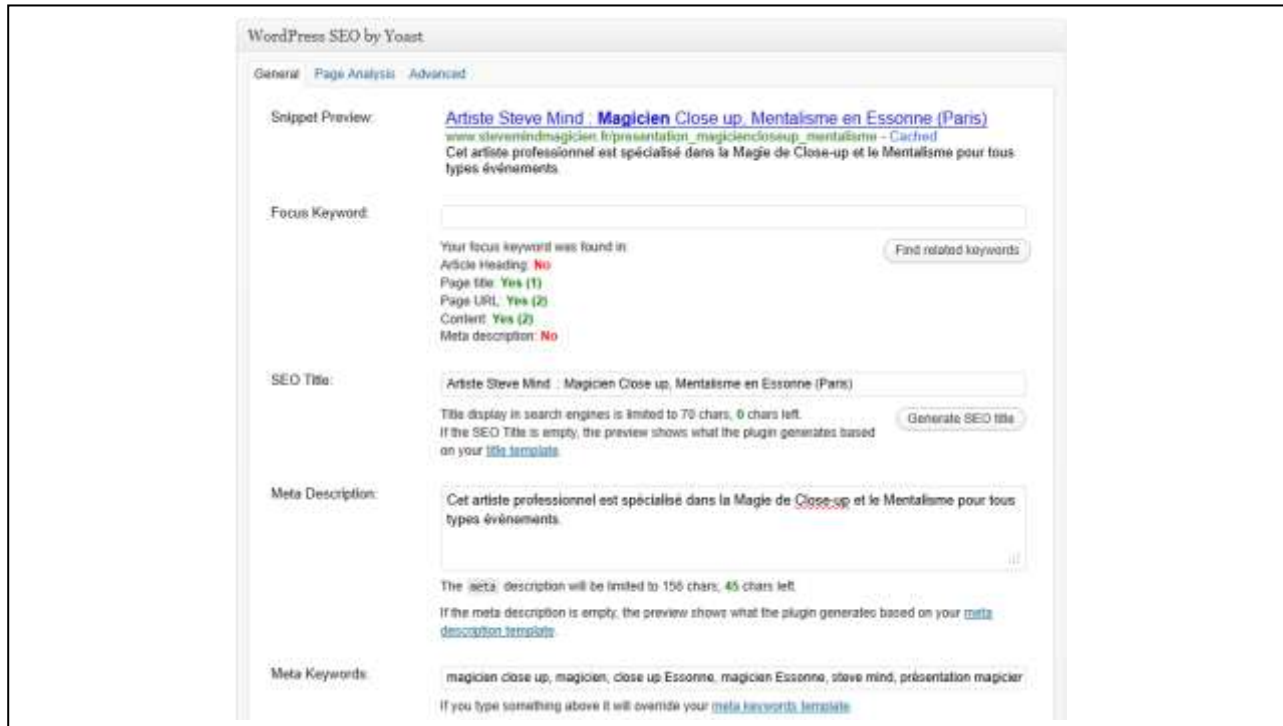 WordPress SEO by Yoast
General Page Analysis Advanced
Snippet Preview:
Artiste Steve Mind : Magicien Close up, Mentalisme en Essonne (Paris)
www.stevemindmagicien.fr/presentation_magiciencloseup_mentalisme - Cached
Cet artiste professionnel est spécialisé dans la Magie de Close-up et le Mentalisme pour tous
types événements.
Focus Keyword:
Your focus keyword was found in:
Find related keywords
Article Heading: No
Page title: Yes (1)
Page URL: Yes (2)
Content: Yes (2)
Meta description: No
SEO Title:
Artiste Steve Mind : Magicien Close up, Mentalisme en Essonne (Paris)
Title display in search engines is limited to 70 chars, 0 chars left.
Generate SEO title
If the SEO Title is empty, the preview shows what the plugin generates based
on your title template.
Meta Description:
Cet artiste professionnel est spécialisé dans la Magie de Close-up et le Mentalisme pour tous
types événements.
The meta description will be limited to 156 chars, 45 chars left.
If the meta description is empty, the preview shows what the plugin generates based on your meta
description template.
Meta Keywords:
magicien close up, magicien, close up Essonne, magicien Essonne, steve mind, présentation magicier
If you type something above it will override your meta keywords template.